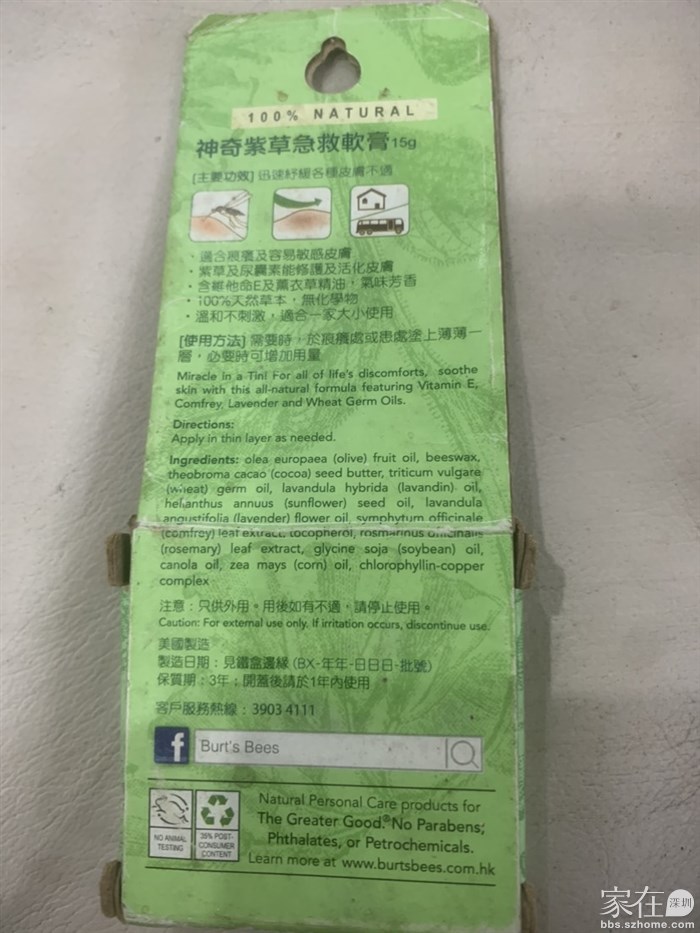 100% NATURAL
神奇紫草急救軟膏15g
[主要功效] 迅速紓緩各種皮膚不適
· 適合痕癢及容易敏感皮膚
· 紫草及尿囊素能修護及活化皮膚
· 含維他命E及薰衣草精油，氣味芳香
· 100%天然草本，無化學物
· 溫和不刺激，適合一家大小使用
[使用方法] 需要時，於痕癢處或患處塗上薄薄一
層，必要時可增加用量
Miracle in a Tin! For all of life's discomforts, soothe
skin with this all-natural formula featuring Vitamin E,
Comfrey, Lavender and Wheat Germ Oils.
Directions:
Apply in thin layer as needed.
Ingredients: olea europaea (olive) fruit oil, beeswax,
theobroma cacao (cocoa) seed butter, triticum vulgare
(wheat) germ oil, lavandula hybrida (lavandin) oil,
helianthus annuus (sunflower) seed oil, lavandula
angustifolia (lavender) flower oil, symphytum officinale
(comfrey) leaf extract, tocopherol, rosmarinus officinalis
(rosemary) leaf extract, glycine soja (soybean) oil,
canola oil, zea mays (corn) oil, chlorophyllin-copper
complex
注意：只供外用。用後如有不適，請停止使用。
Caution: For external use only. If irritation occurs, discontinue use.
美國製造
製造日期：見鐵盒邊緣 (BX-年年-日日日-批號)
保質期：3年；開蓋後請於1年內使用
客戶服務熱線：3903 4111
f Burt's Bees
NO ANIMAL
TESTING
35% POST-
CONSUMER
CONTENT
Natural Personal Care products for
The Greater Good.® No Parabens;
Phthalates, or Petrochemicals.
Learn more at www.burtsbees.com.hk
家在深圳
bbs.szhome.com